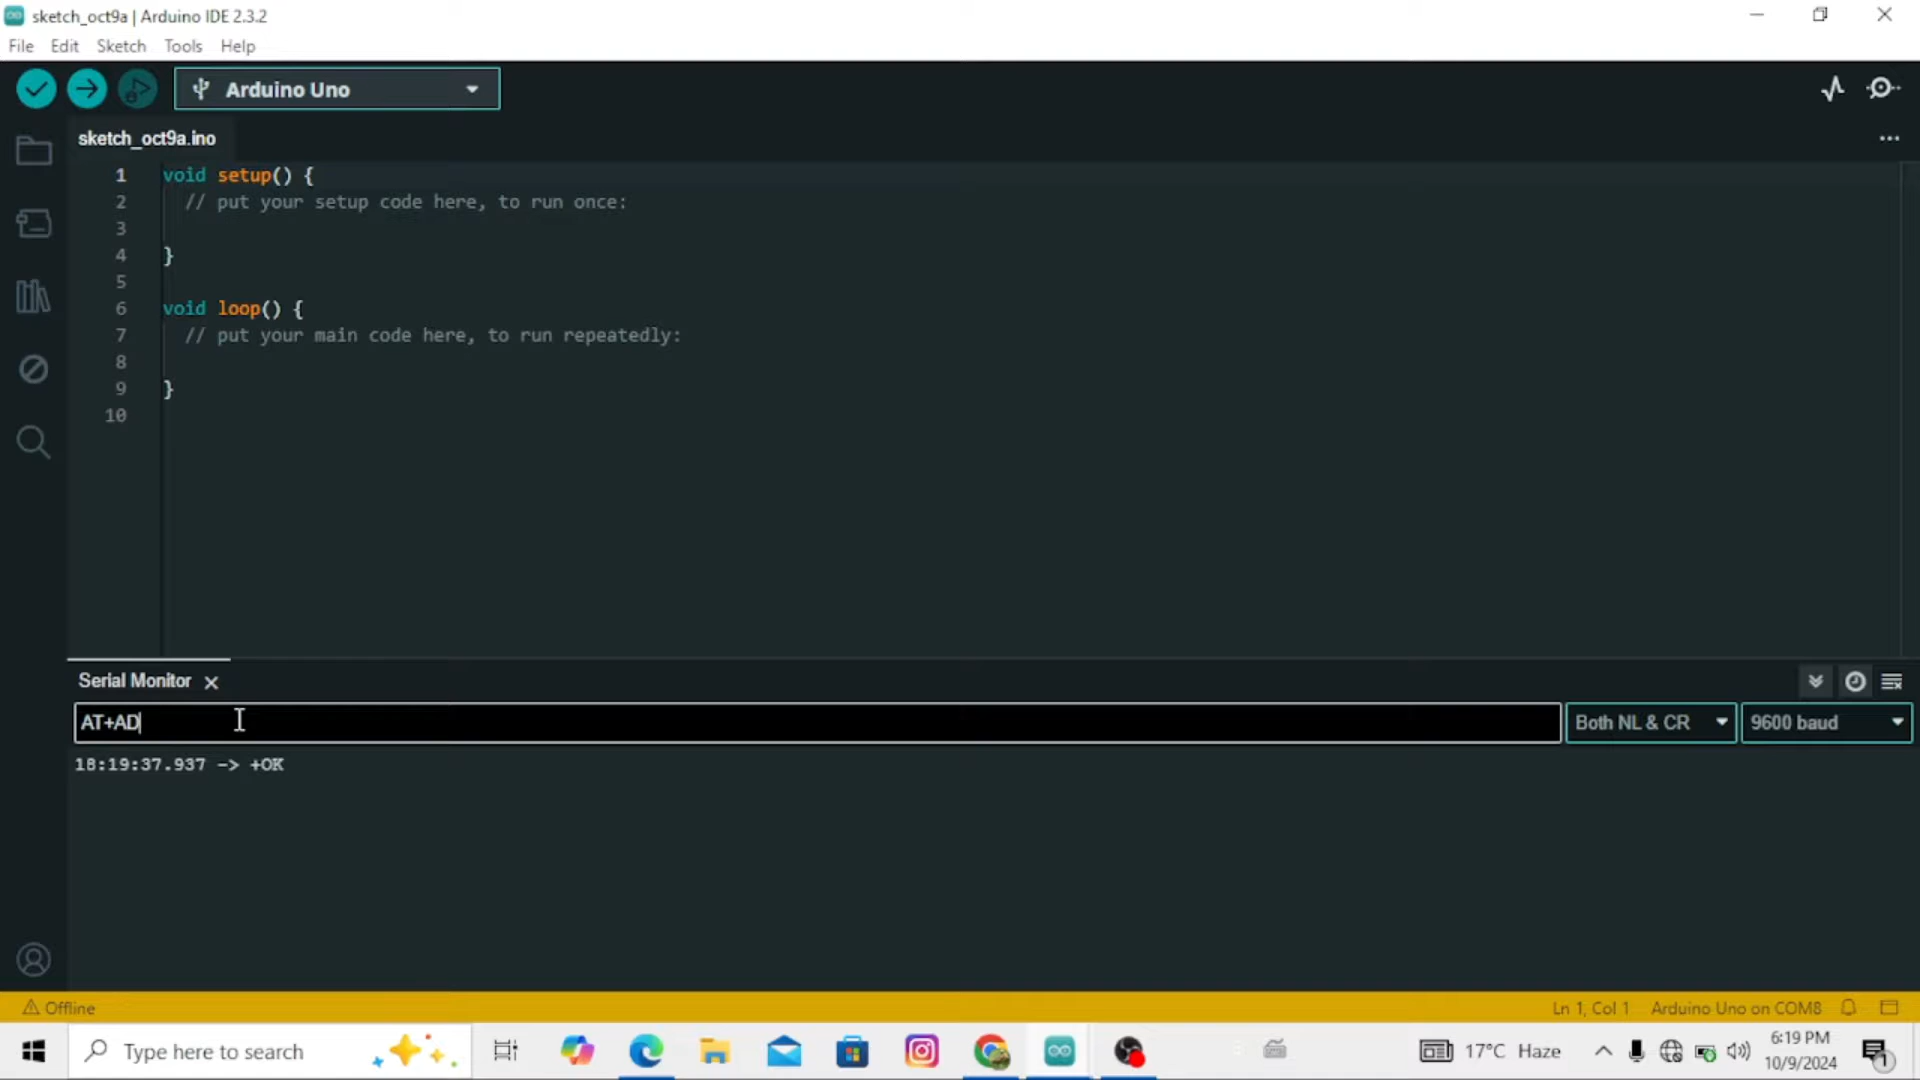 sketch_oct9a | Arduino IDE 2.3.2
File Edit Sketch Tools Help
Arduino Uno
sketch_oct9a.ino
1 void setup() {
2 // put your setup code here, to run once:
3
4 }
5
6 void loop() {
7 // put your main code here, to run repeatedly:
8
9 }
10
Serial Monitor
AT+AD Both NL & CR 9600 baud
18:19:37.937 -> +OK
Offline Ln 1, Col 1 Arduino Uno on COM8
Type here to search 17°C Haze 6:19 PM
10/9/2024 1